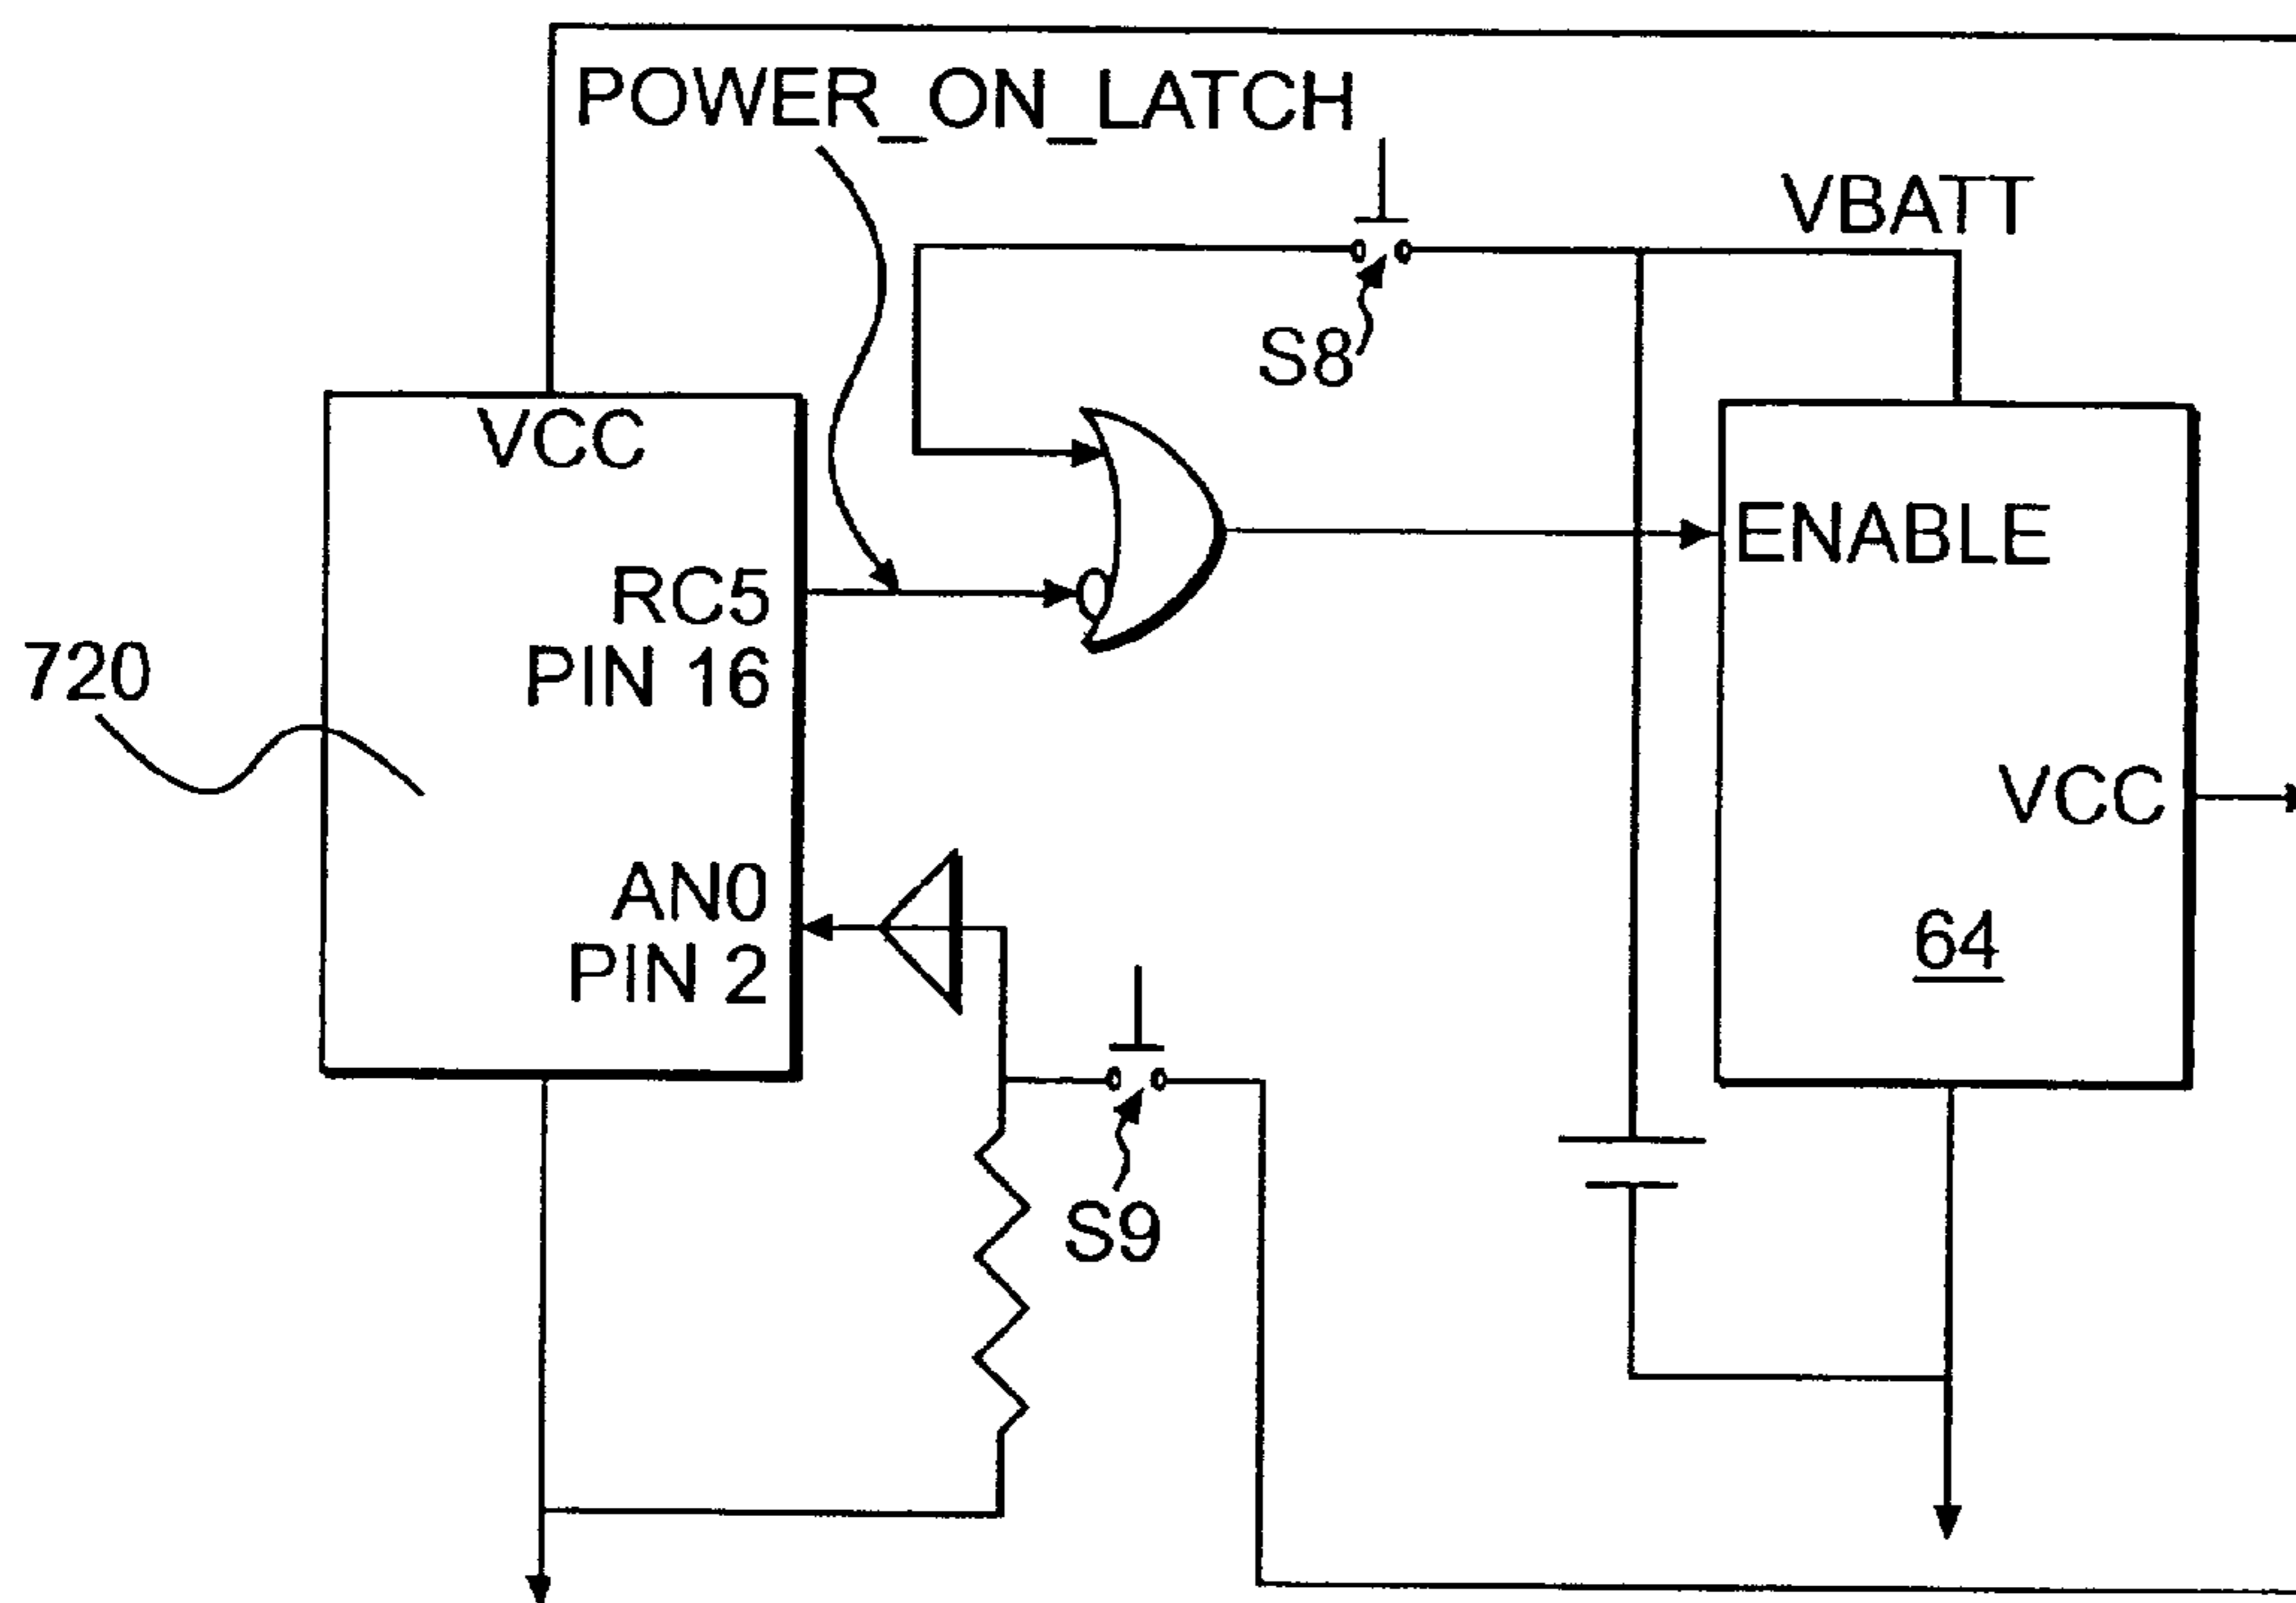 POWER_ON_LATCH
VBATT
S8
VCC
ENABLE
RC5
PIN 16
720
VCC
AN0
PIN 2
64
S9